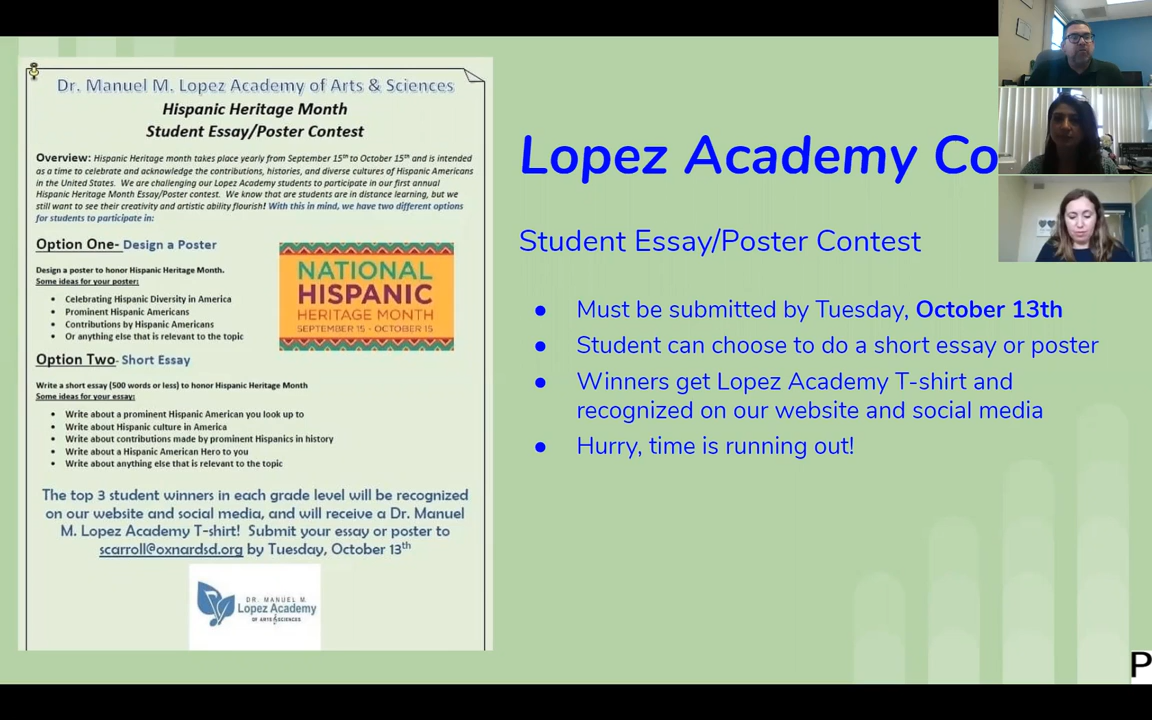 Dr. Manuel M. Lopez Academy of Arts & Sciences
Hispanic Heritage Month
Student Essay/Poster Contest
Overview: Hispanic Heritage month takes place yearly from September 15th to October 15th and is intended
as a time to celebrate and acknowledge the contributions, histories, and diverse cultures of Hispanic Americans
in the United States. We are challenging our Lopez Academy students to participate in our first annual
Hispanic Heritage Month Essay/Poster contest. We know that are students are in distance learning, but we
still want to see their creativity and artistic ability flourish! With this in mind, we have two different options
for students to participate in:
Option One- Design a Poster
Design a poster to honor Hispanic Heritage Month.
Some ideas for your poster:
• Celebrating Hispanic Diversity in America
• Prominent Hispanic Americans
• Contributions by Hispanic Americans
• Or anything else that is relevant to the topic
NATIONAL
HISPANIC
HERITAGE MONTH
SEPTEMBER 15 - OCTOBER 15
Option Two- Short Essay
Write a short essay (500 words or less) to honor Hispanic Heritage Month
Some ideas for your essay:
• Write about a prominent Hispanic American you look up to
• Write about Hispanic culture in America
• Write about contributions made by prominent Hispanics in history
• Write about a Hispanic American Hero to you
• Write about anything else that is relevant to the topic
The top 3 student winners in each grade level will be recognized
on our website and social media, and will receive a Dr. Manuel
M. Lopez Academy T-shirt! Submit your essay or poster to
scarroll@oxnardsd.org by Tuesday, October 13th
DR. MANUEL M.
Lopez Academy
OF ARTS & SCIENCES
Lopez Academy Co
Student Essay/Poster Contest
● Must be submitted by Tuesday, October 13th
● Student can choose to do a short essay or poster
● Winners get Lopez Academy T-shirt and
recognized on our website and social media
● Hurry, time is running out!
P